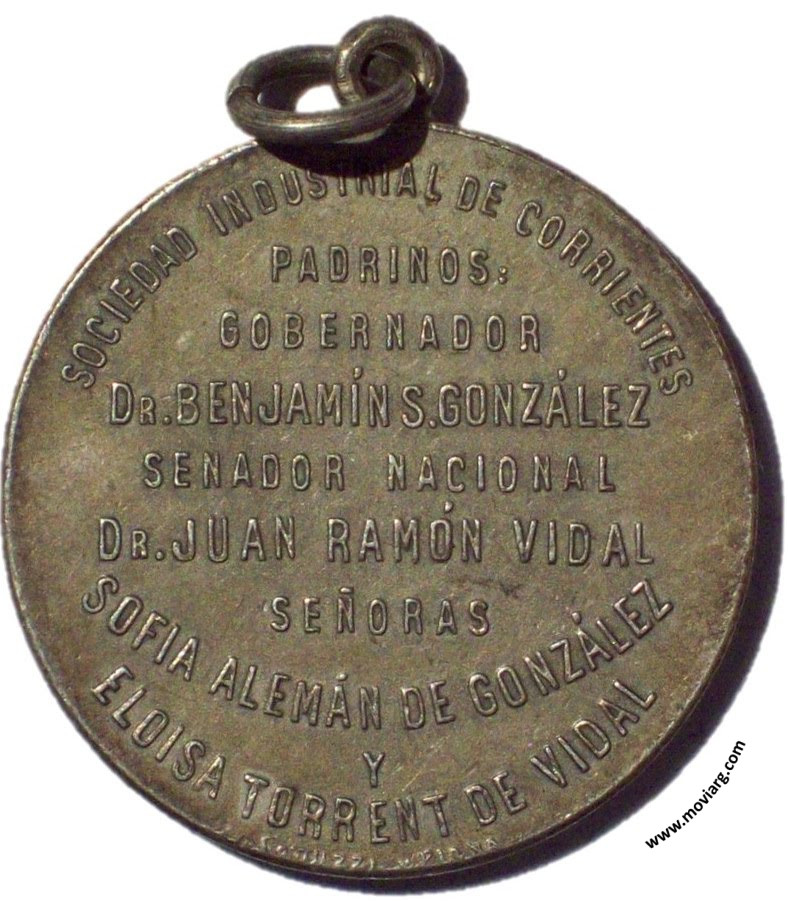 SOCIEDAD INDUSTRIAL DE CORRIENTES
PADRINOS:
GOBERNADOR
DR. BENJAMÍN S. GONZÁLEZ
SENADOR NACIONAL
DR. JUAN RAMÓN VIDAL
SEÑORAS
SOFIA ALEMÁN DE GONZÁLEZ
Y
ELOISA TORRENT DE VIDAL
www.moviarg.com